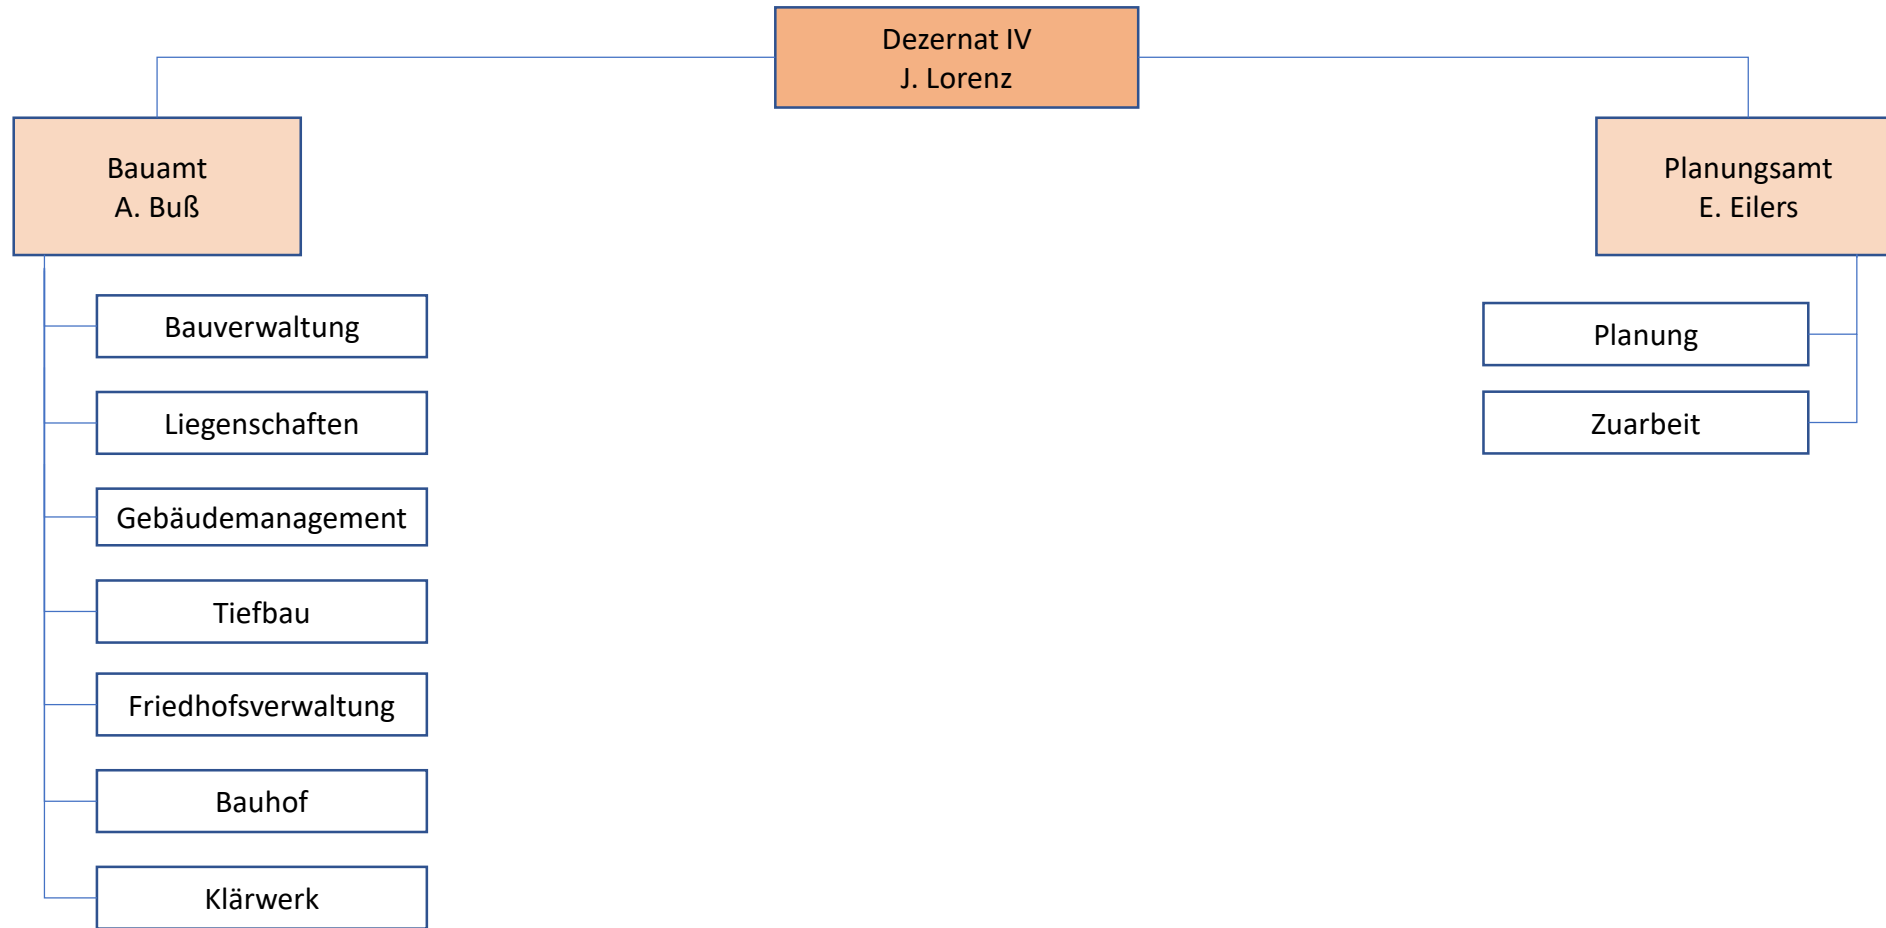 Dezernat IV
J. Lorenz
Bauamt
A. Buß
Planungsamt
E. Eilers
Bauverwaltung
Liegenschaften
Gebäudemanagement
Tiefbau
Friedhofsverwaltung
Bauhof
Klärwerk
Planung
Zuarbeit